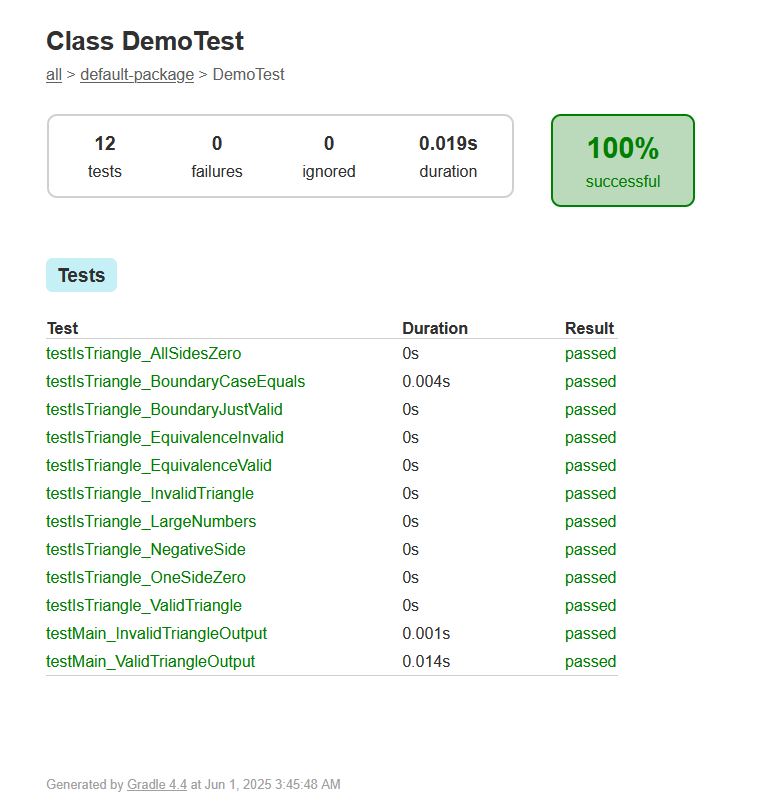 Class DemoTest
all > default-package > DemoTest
12 0 0 0.019s
tests failures ignored duration
100%
successful
Tests
Test Duration Result
testIsTriangle_AllSidesZero 0s passed
testIsTriangle_BoundaryCaseEquals 0.004s passed
testIsTriangle_BoundaryJustValid 0s passed
testIsTriangle_EquivalenceInvalid 0s passed
testIsTriangle_EquivalenceValid 0s passed
testIsTriangle_InvalidTriangle 0s passed
testIsTriangle_LargeNumbers 0s passed
testIsTriangle_NegativeSide 0s passed
testIsTriangle_OneSideZero 0s passed
testIsTriangle_ValidTriangle 0s passed
testMain_InvalidTriangleOutput 0.001s passed
testMain_ValidTriangleOutput 0.014s passed
Generated by Gradle 4.4 at Jun 1, 2025 3:45:48 AM